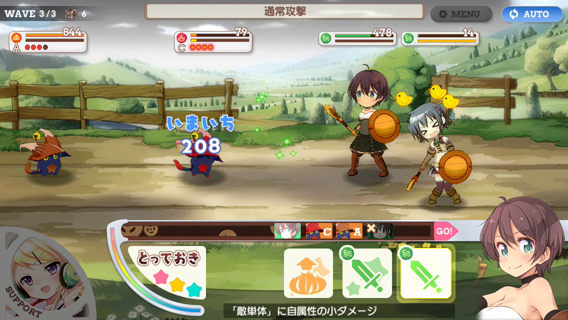 WAVE 3/3 6
通常攻撃
MENU
AUTO
844
A
79
C
478
14
いまいち
208
C
A
GO!
とっておき
SUPPORT
「敵単体」に自属性の小ダメージ